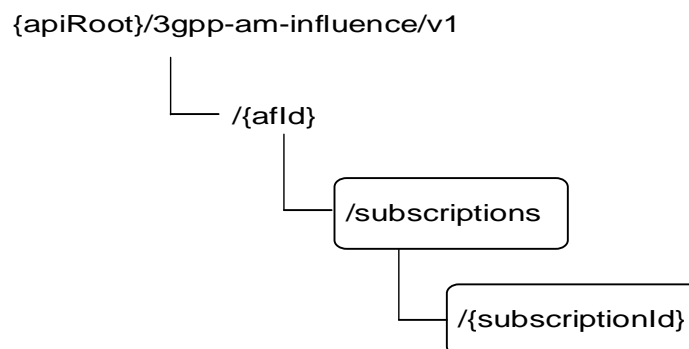 {apiRoot}/3gpp-am-influence/v1
/{afId}
/subscriptions
/{subscriptionId}